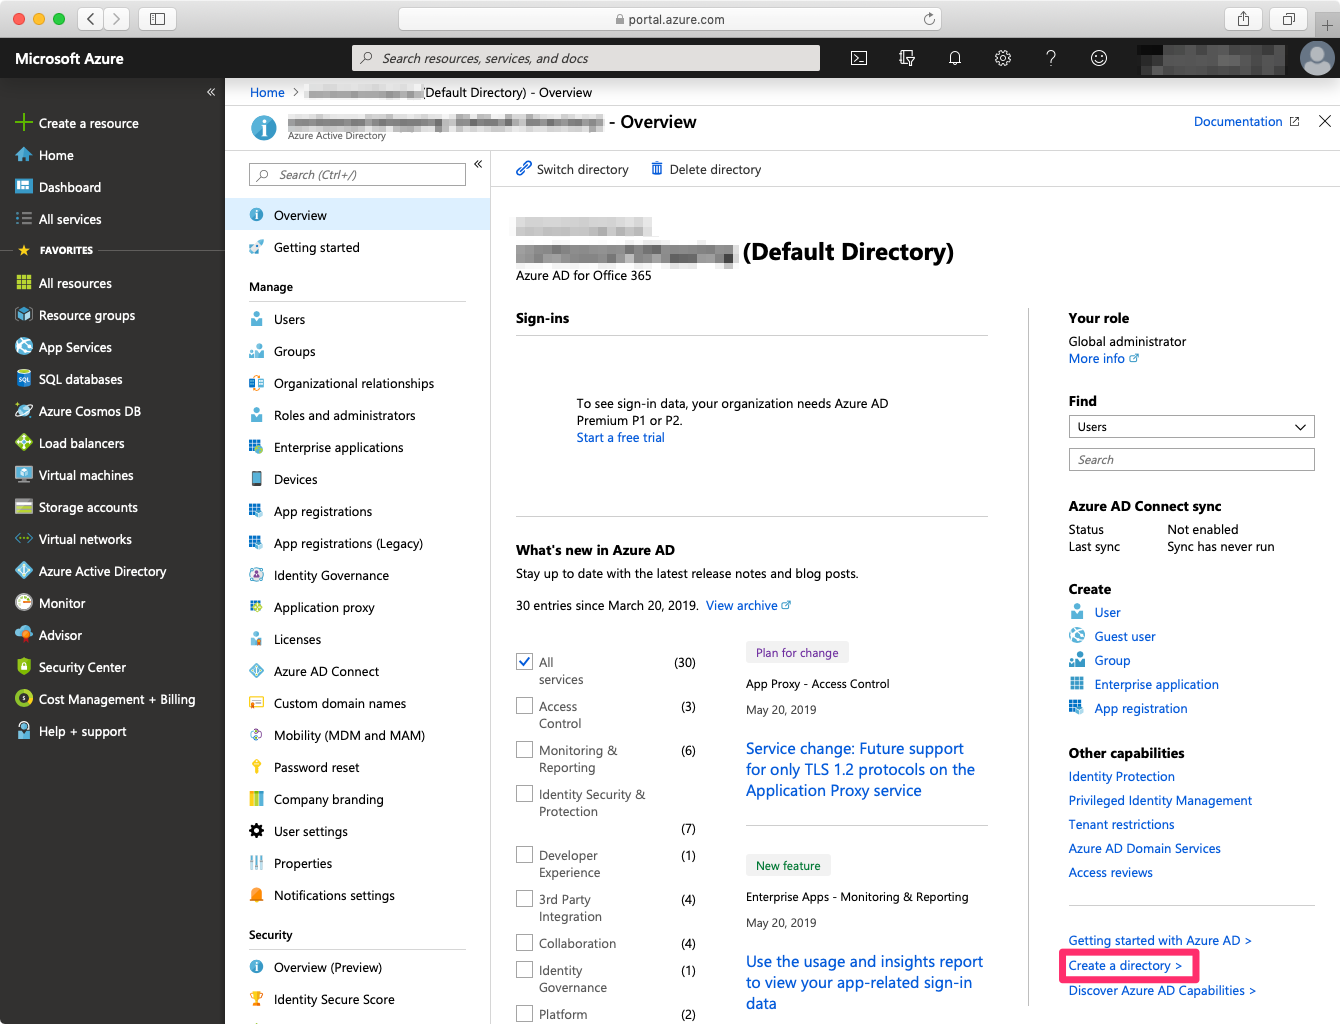 portal.azure.com
Microsoft Azure
Search resources, services, and docs
«
Create a resource
Home
Dashboard
All services
FAVORITES
All resources
Resource groups
App Services
SQL databases
Azure Cosmos DB
Load balancers
Virtual machines
Storage accounts
Virtual networks
Azure Active Directory
Monitor
Advisor
Security Center
Cost Management + Billing
Help + support
Home > (Default Directory) - Overview
- Overview
Azure Active Directory
Documentation
Search (Ctrl+/)
«
Overview
Getting started
Manage
Users
Groups
Organizational relationships
Roles and administrators
Enterprise applications
Devices
App registrations
App registrations (Legacy)
Identity Governance
Application proxy
Licenses
Azure AD Connect
Custom domain names
Mobility (MDM and MAM)
Password reset
Company branding
User settings
Properties
Notifications settings
Security
Overview (Preview)
Identity Secure Score
Switch directory
Delete directory
(Default Directory)
Azure AD for Office 365
Sign-ins
To see sign-in data, your organization needs Azure AD
Premium P1 or P2.
Start a free trial
What's new in Azure AD
Stay up to date with the latest release notes and blog posts.
30 entries since March 20, 2019. View archive
All services (30)
Access Control (3)
Monitoring & Reporting (6)
Identity Security & Protection (7)
Developer Experience (1)
3rd Party Integration (4)
Collaboration (4)
Identity Governance (1)
Platform (2)
Plan for change
App Proxy - Access Control
May 20, 2019
Service change: Future support
for only TLS 1.2 protocols on the
Application Proxy service
New feature
Enterprise Apps - Monitoring & Reporting
May 20, 2019
Use the usage and insights report
to view your app-related sign-in
data
Your role
Global administrator
More info
Find
Users
Search
Azure AD Connect sync
Status Not enabled
Last sync Sync has never run
Create
User
Guest user
Group
Enterprise application
App registration
Other capabilities
Identity Protection
Privileged Identity Management
Tenant restrictions
Azure AD Domain Services
Access reviews
Getting started with Azure AD >
Create a directory >
Discover Azure AD Capabilities >